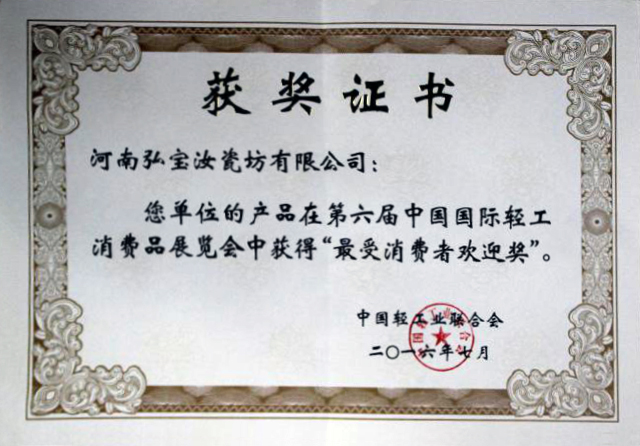 获奖证书
河南弘宝汝瓷坊有限公司：
您单位的产品在第六届中国国际轻工
消费品展览会中获得“最受消费者欢迎奖”。
中国轻工业联合会
二〇一六年七月